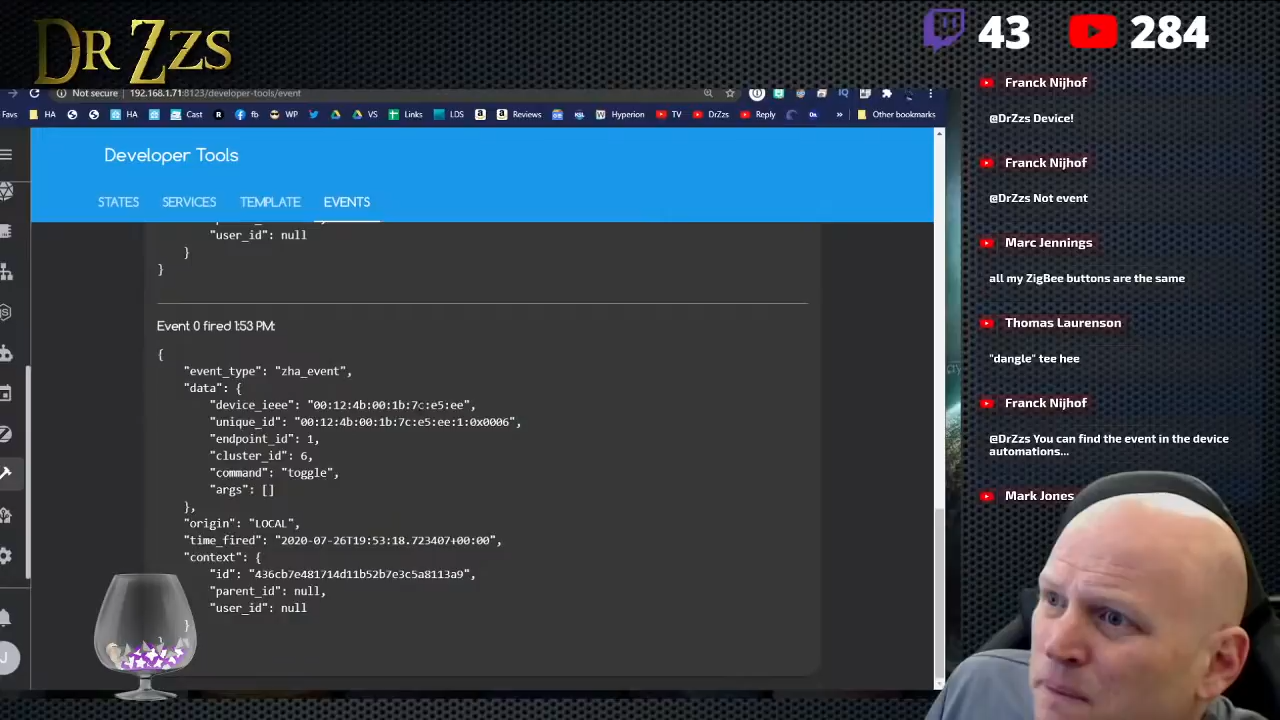 DR ZZS
43
284
Not secure
192.168.1.71:8123/developer-tools/event
Favs
HA
HA
Cast
fb
WP
VS
Links
LDS
Reviews
KSL
Hyperion
TV
DrZzs
Reply
»
Other bookmarks
Developer Tools
STATES
SERVICES
TEMPLATE
EVENTS
"user_id": null
}
}
Event 0 fired 1:53 PM:
{
"event_type": "zha_event",
"data": {
"device_ieee": "00:12:4b:00:1b:7c:e5:ee",
"unique_id": "00:12:4b:00:1b:7c:e5:ee:1:0x0006",
"endpoint_id": 1,
"cluster_id": 6,
"command": "toggle",
"args": []
},
"origin": "LOCAL",
"time_fired": "2020-07-26T19:53:18.723407+00:00",
"context": {
"id": "436cb7e481714d11b52b7e3c5a8113a9",
"parent_id": null,
"user_id": null
}
}
J
Franck Nijhof
@DrZzs Device!
Franck Nijhof
@DrZzs Not event
Marc Jennings
all my ZigBee buttons are the same
Thomas Laurenson
"dangle" tee hee
Franck Nijhof
@DrZzs You can find the event in the device
automations...
Mark Jones